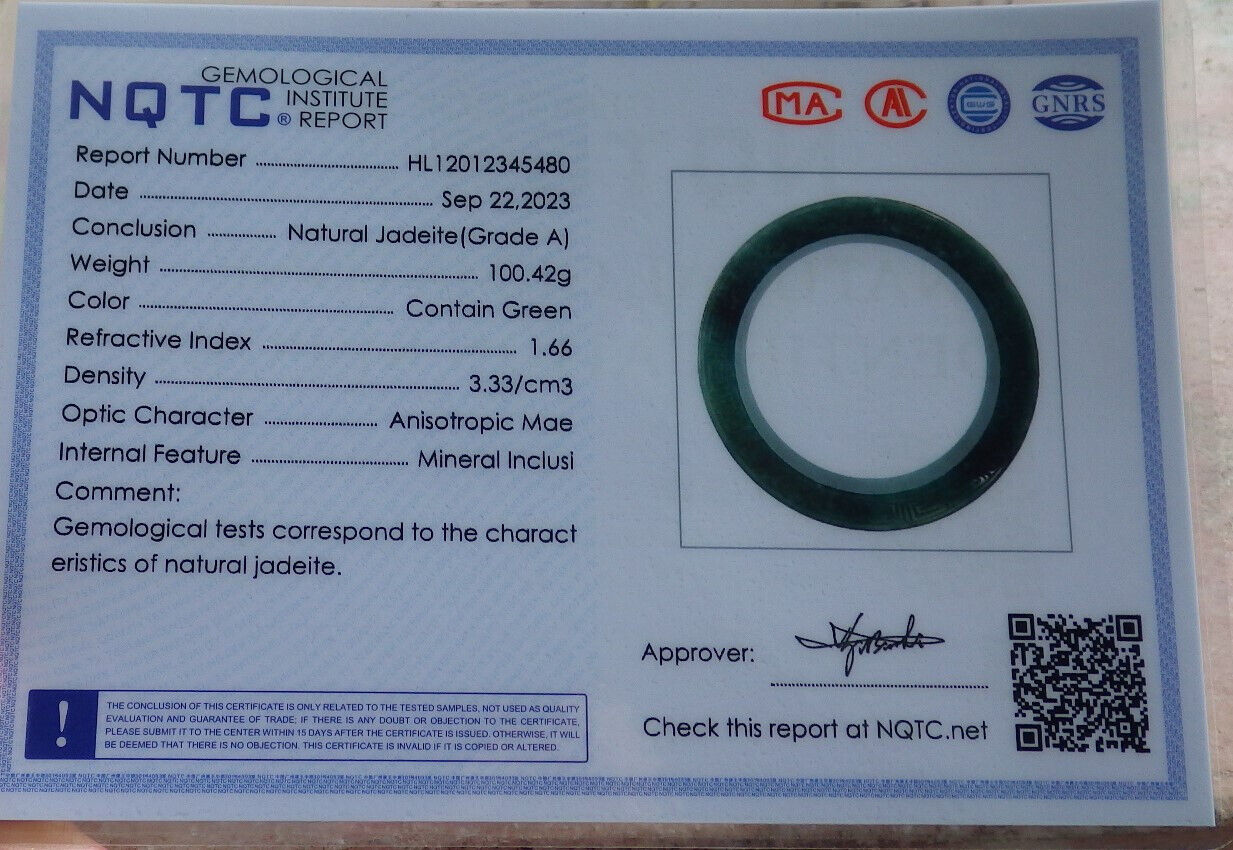 NQTC® GEMOLOGICAL INSTITUTE REPORT
MA
GNRS
Report Number ........ HL12012345480
Date ........ Sep 22,2023
Conclusion ........ Natural Jadeite(Grade A)
Weight ........ 100.42g
Color ........ Contain Green
Refractive Index ........ 1.66
Density ........ 3.33/cm3
Optic Character ........ Anisotropic Mae
Internal Feature ........ Mineral Inclusi
Comment:
Gemological tests correspond to the charact
eristics of natural jadeite.
Approver:
Check this report at NQTC.net
!
THE CONCLUSION OF THIS CERTIFICATE IS ONLY RELATED TO THE TESTED SAMPLES, NOT USED AS QUALITY
EVALUATION AND GUARANTEE OF TRADE; IF THERE IS ANY DOUBT OR OBJECTION TO THE CERTIFICATE,
PLEASE SUBMIT IT TO THE CENTER WITHIN 15 DAYS AFTER THE CERTIFICATE IS ISSUED. OTHERWISE, IT WILL
BE DEEMED THAT THERE IS NO OBJECTION. THIS CERTIFICATE IS INVALID IF IT IS COPIED OR ALTERED.